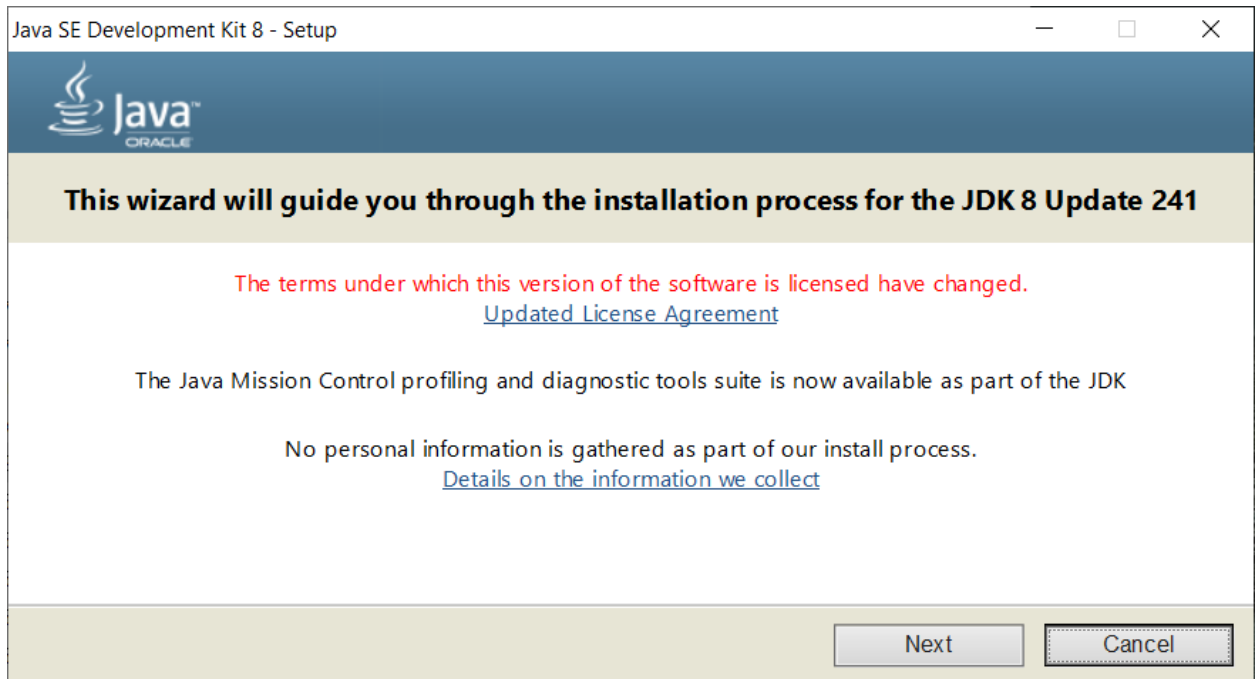 Java SE Development Kit 8 - Setup
Java™
ORACLE
This wizard will guide you through the installation process for the JDK 8 Update 241
The terms under which this version of the software is licensed have changed.
Updated License Agreement
The Java Mission Control profiling and diagnostic tools suite is now available as part of the JDK
No personal information is gathered as part of our install process.
Details on the information we collect
Next Cancel